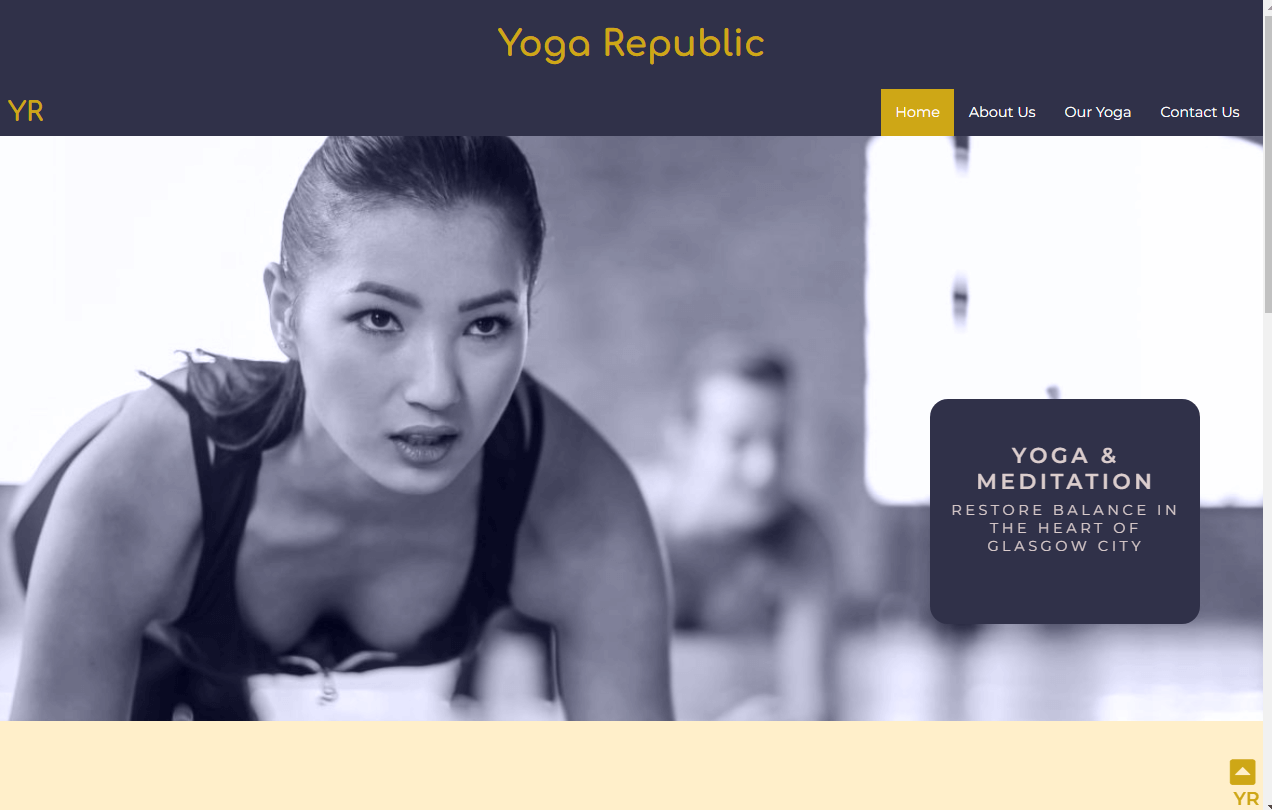 Yoga Republic
YR
Home About Us Our Yoga Contact Us
YOGA &
MEDITATION
RESTORE BALANCE IN
THE HEART OF
GLASGOW CITY
YR